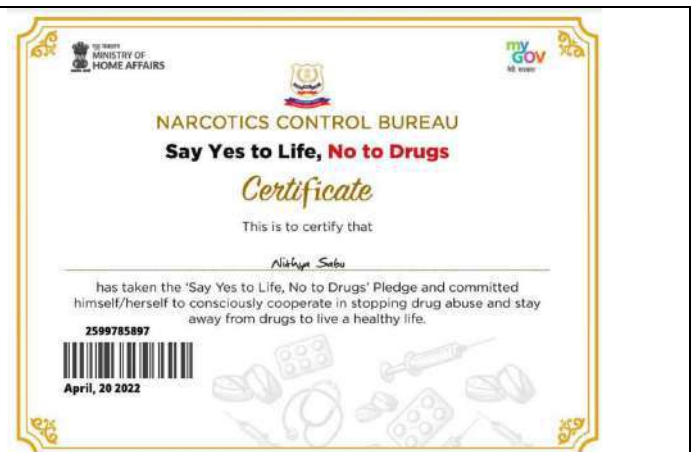 गृह मंत्रालय
MINISTRY OF
HOME AFFAIRS
my
GOV
मेरी सरकार
NARCOTICS CONTROL BUREAU
Say Yes to Life, No to Drugs
Certificate
This is to certify that
Nithya Sabu
has taken the 'Say Yes to Life, No to Drugs' Pledge and committed
himself/herself to consciously cooperate in stopping drug abuse and stay
away from drugs to live a healthy life.
2599785897
April, 20 2022